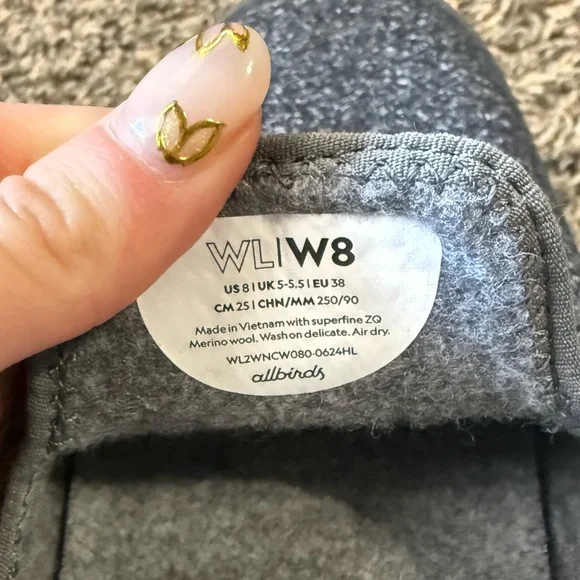 WL|W8
US 8 | UK 5-5.5 | EU 38
CM 25 | CHN/MM 250/90
Made in Vietnam with superfine ZQ
Merino wool. Wash on delicate. Air dry.
WL2WNCW080-0624HL
allbirds